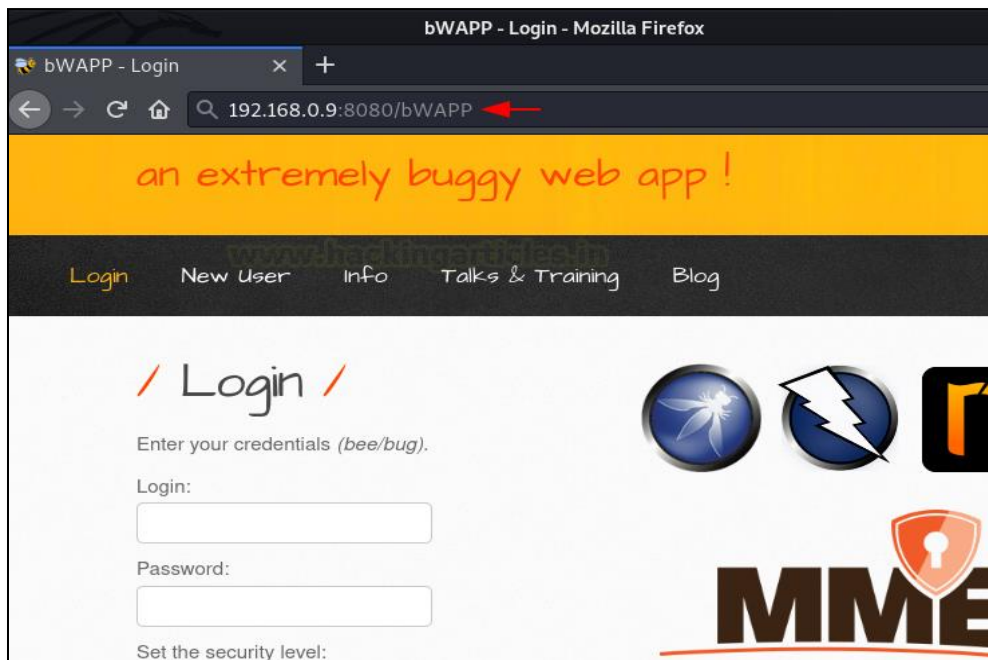 bWAPP - Login - Mozilla Firefox
bWAPP - Login × +
192.168.0.9:8080/bWAPP
an extremely buggy web app !
www.hackingarticles.in
Login New User Info Talks & Training Blog
/ Login /
Enter your credentials (bee/bug).
Login:
Password:
MME
Set the security level: